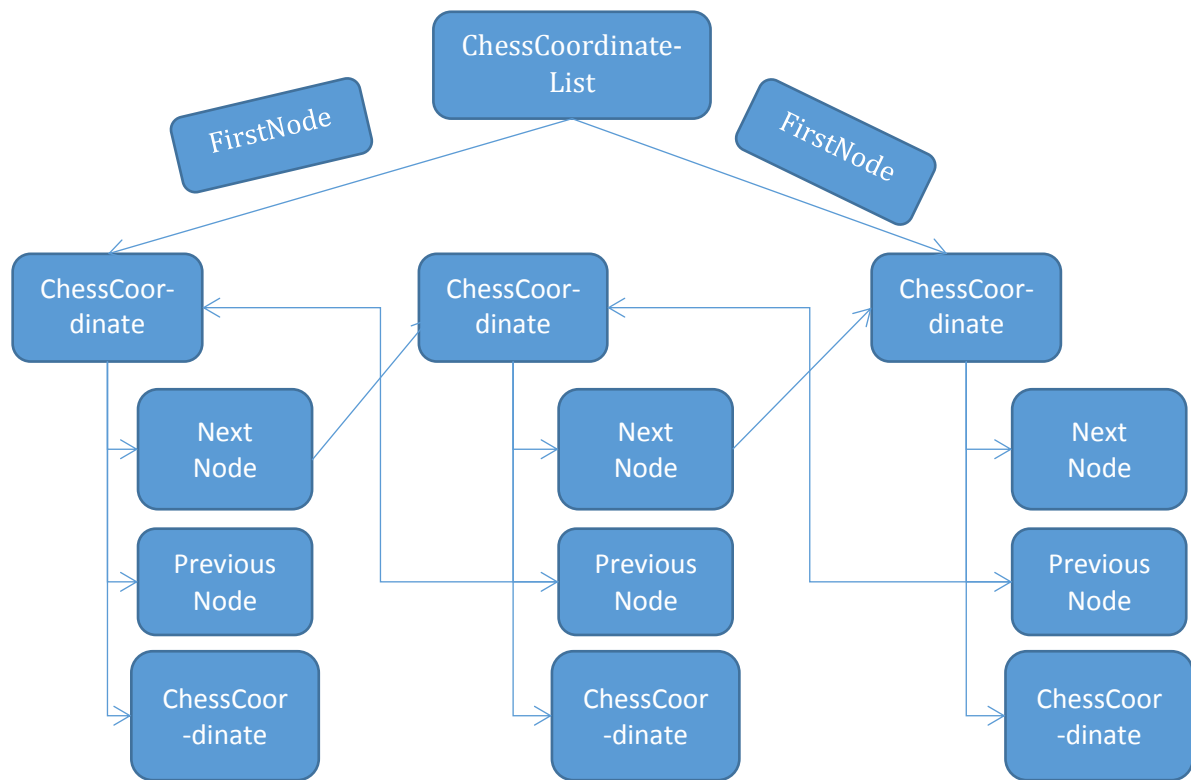 ChessCoordinate-
List
FirstNode
FirstNode
ChessCoor-
dinate
ChessCoor-
dinate
ChessCoor-
dinate
Next
Node
Next
Node
Next
Node
Previous
Node
Previous
Node
Previous
Node
ChessCoor
-dinate
ChessCoor
-dinate
ChessCoor
-dinate